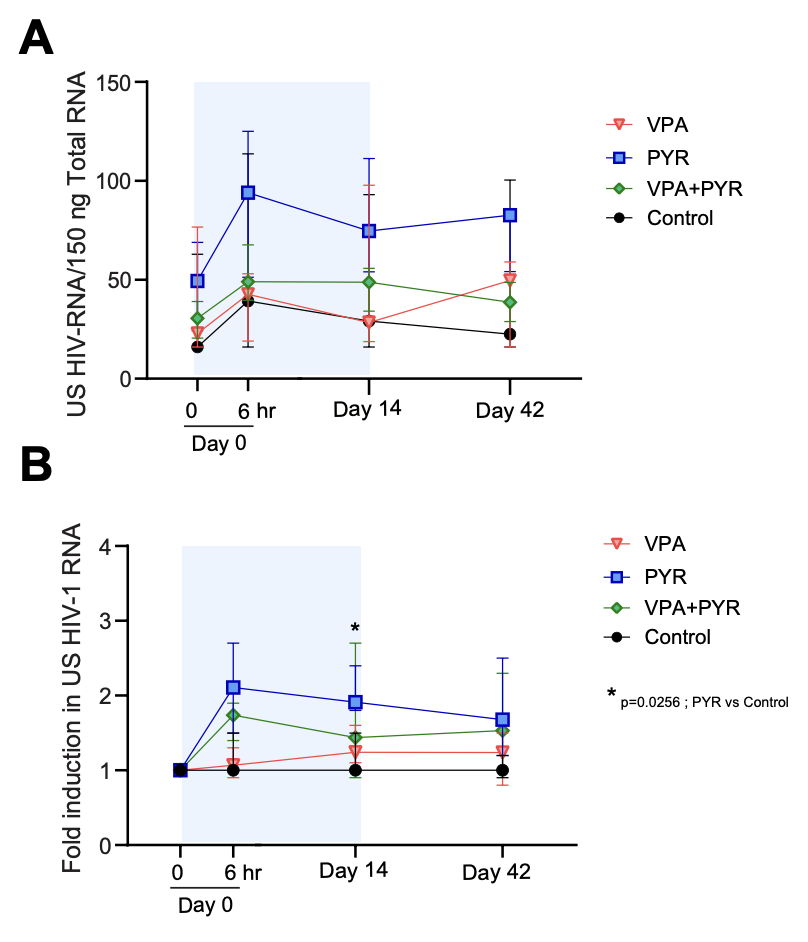 A
US HIV-RNA/150 ng Total RNA
150
100
50
0
0 6 hr Day 14 Day 42
Day 0
VPA
PYR
VPA+PYR
Control
B
Fold induction in US HIV-1 RNA
4
3
2
1
0
*
0 6 hr Day 14 Day 42
Day 0
VPA
PYR
VPA+PYR
Control
* p=0.0256 ; PYR vs Control